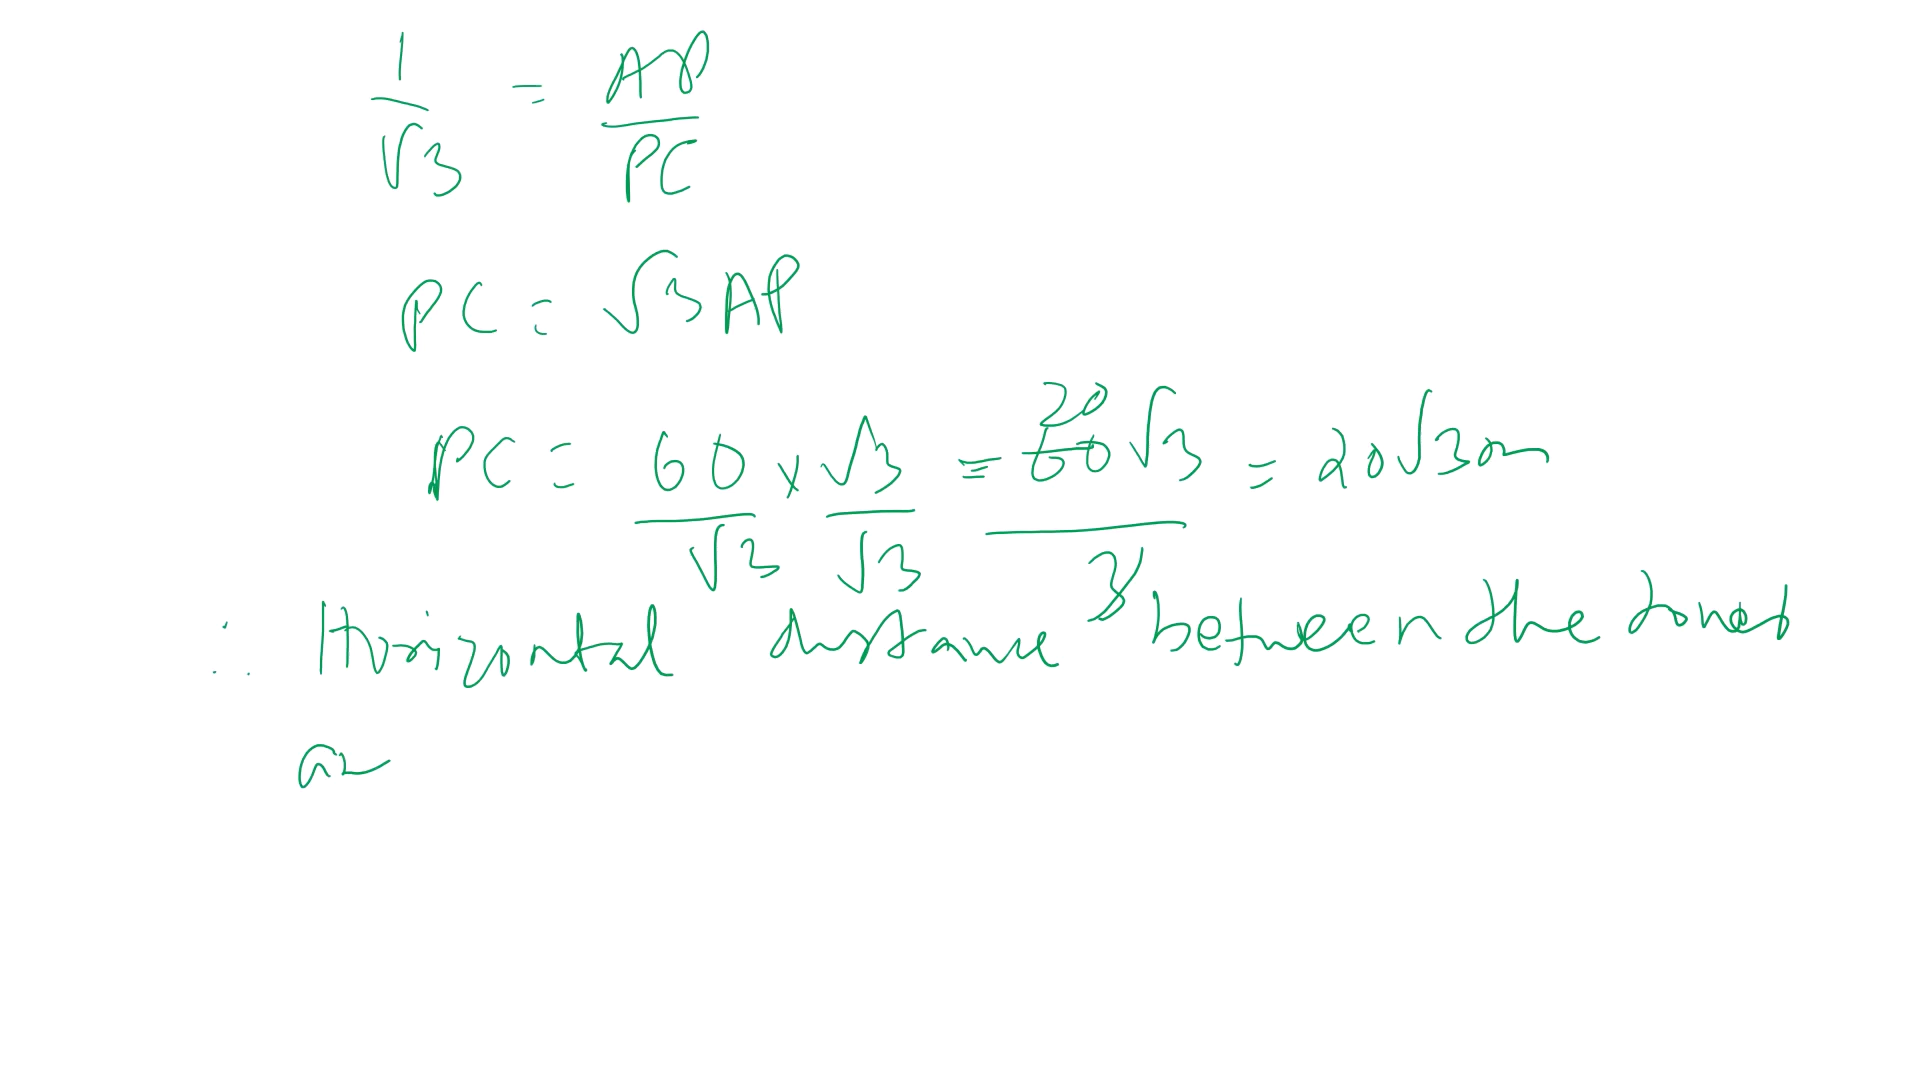 1/√3 = AP/PC
PC = √3 AP
PC = 60/√3 × √3/√3 = 60√3/3 20 = 20√3 m
∴ Horizontal distance between the